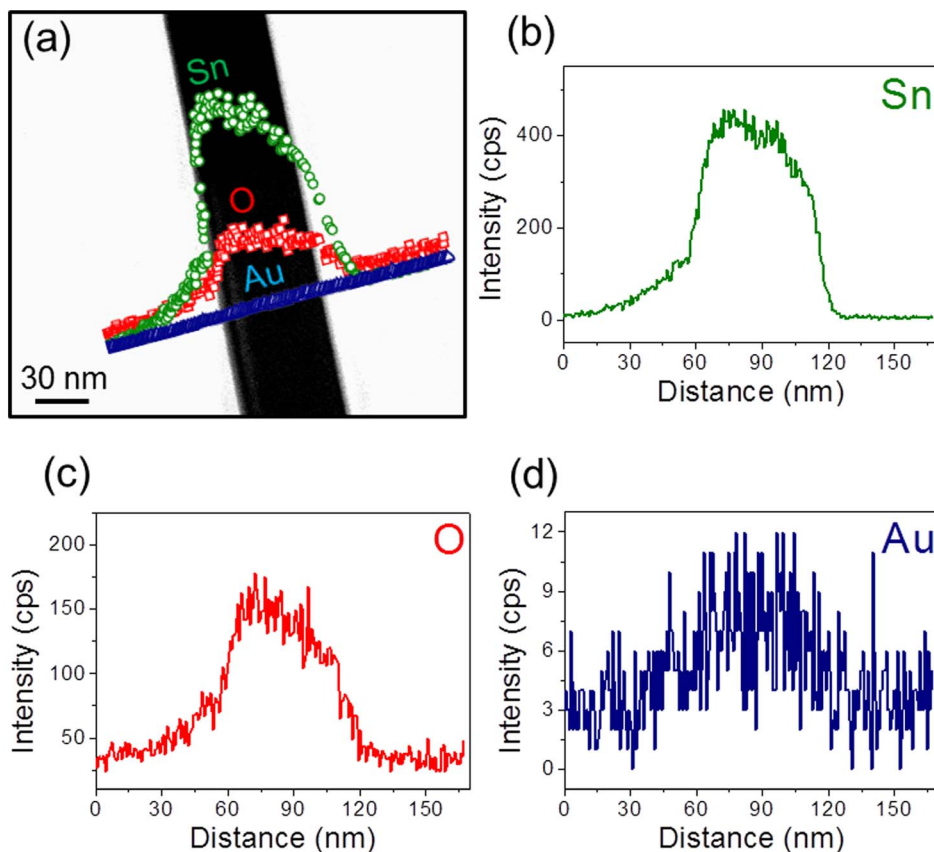 (a)
Sn
O
Au
30 nm
(b)
Sn
Intensity (cps)
400
200
0
0 30 60 90 120 150
Distance (nm)
(c)
O
Intensity (cps)
200
150
100
50
0 30 60 90 120 150
Distance (nm)
(d)
Au
Intensity (cps)
12
9
6
3
0
0 30 60 90 120 150
Distance (nm)